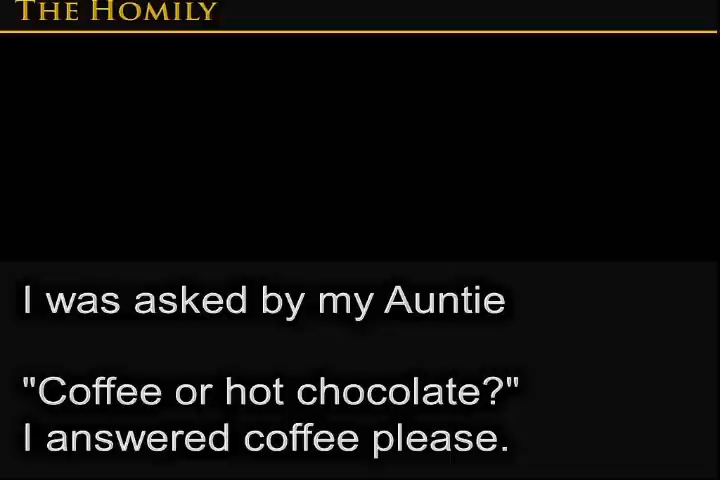 THE HOMILY
I was asked by my Auntie
"Coffee or hot chocolate?"
I answered coffee please.